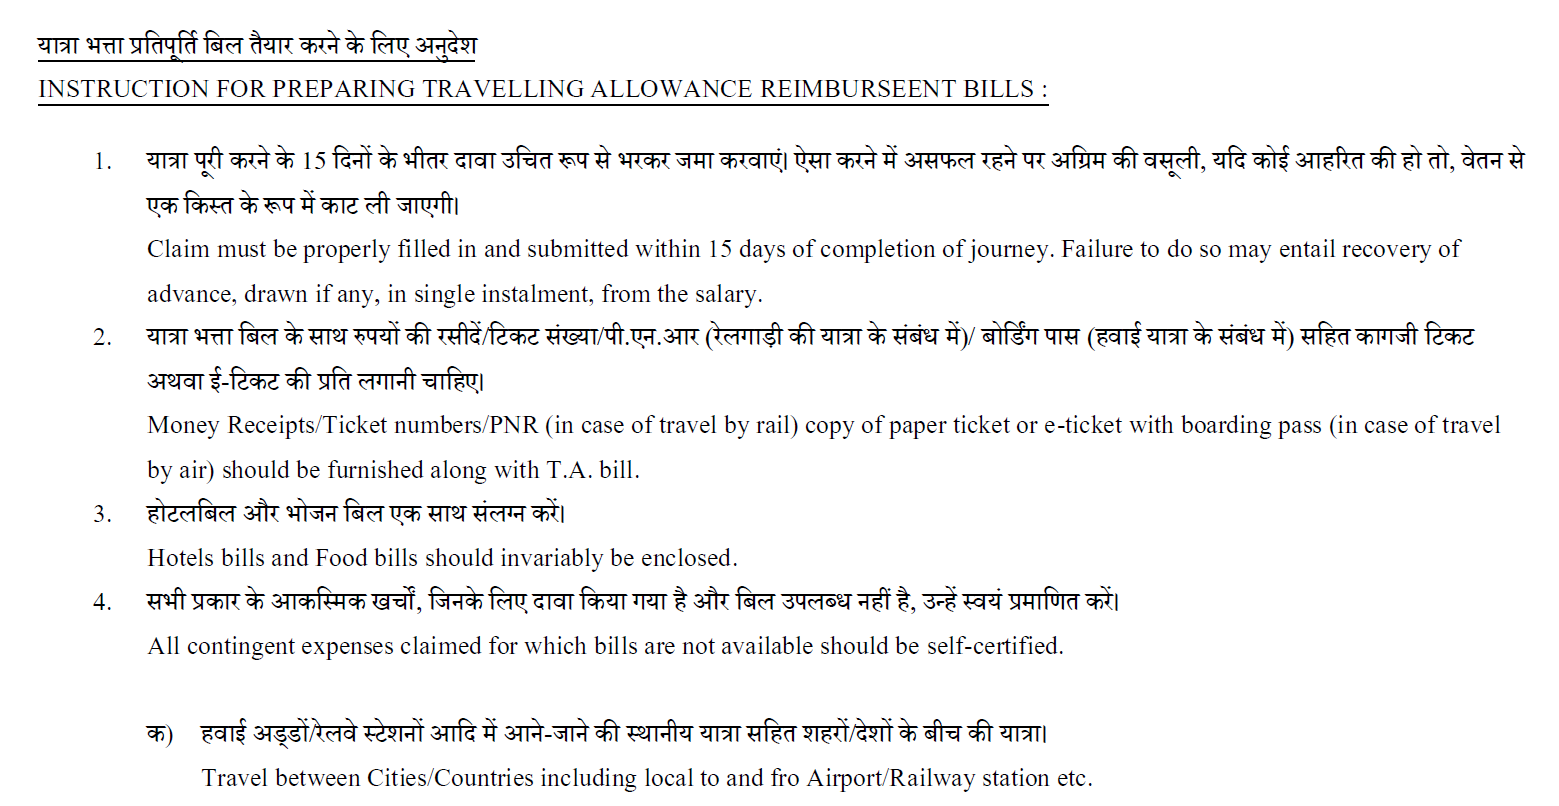 यात्रा भत्ता प्रतिपूर्ति बिल तैयार करने के लिए अनुदेश
INSTRUCTION FOR PREPARING TRAVELLING ALLOWANCE REIMBURSEENT BILLS :
1. यात्रा पूरी करने के 15 दिनों के भीतर दावा उचित रूप से भरकर जमा करवाएं। ऐसा करने में असफल रहने पर अग्रिम की वसूली, यदि कोई आहरित की हो तो, वेतन से
एक किस्त के रूप में काट ली जाएगी।
Claim must be properly filled in and submitted within 15 days of completion of journey. Failure to do so may entail recovery of
advance, drawn if any, in single instalment, from the salary.
2. यात्रा भत्ता बिल के साथ रुपयों की रसीदें/टिकट संख्या/पी.एन.आर (रेलगाड़ी की यात्रा के संबंध में)/ बोर्डिंग पास (हवाई यात्रा के संबंध में) सहित कागजी टिकट
अथवा ई-टिकट की प्रति लगानी चाहिए।
Money Receipts/Ticket numbers/PNR (in case of travel by rail) copy of paper ticket or e-ticket with boarding pass (in case of travel
by air) should be furnished along with T.A. bill.
3. होटलबिल और भोजन बिल एक साथ संलग्न करें।
Hotels bills and Food bills should invariably be enclosed.
4. सभी प्रकार के आकस्मिक खर्चों, जिनके लिए दावा किया गया है और बिल उपलब्ध नहीं है, उन्हें स्वयं प्रमाणित करें।
All contingent expenses claimed for which bills are not available should be self-certified.
क) हवाई अड्डों/रेलवे स्टेशनों आदि में आने-जाने की स्थानीय यात्रा सहित शहरों/देशों के बीच की यात्रा।
Travel between Cities/Countries including local to and fro Airport/Railway station etc.